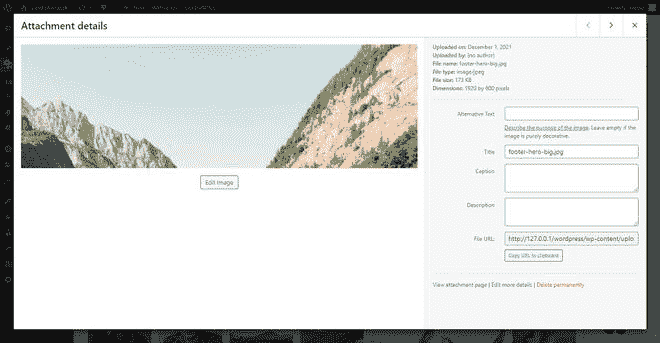 Attachment details
Uploaded on: December 1, 2021
Uploaded by: (no author)
File name: footer-hero-big.jpg
File type: image/jpeg
File size: 173 KB
Dimensions: 1920 by 600 pixels
Alternative Text
Describe the purpose of the image. Leave empty if the
image is purely decorative.
Title
footer-hero-big.jpg
Caption
Description
File URL:
http://127.0.0.1/wordpress/wp-content/uplo
Copy URL to clipboard
Edit Image
View attachment page | Edit more details | Delete permanently